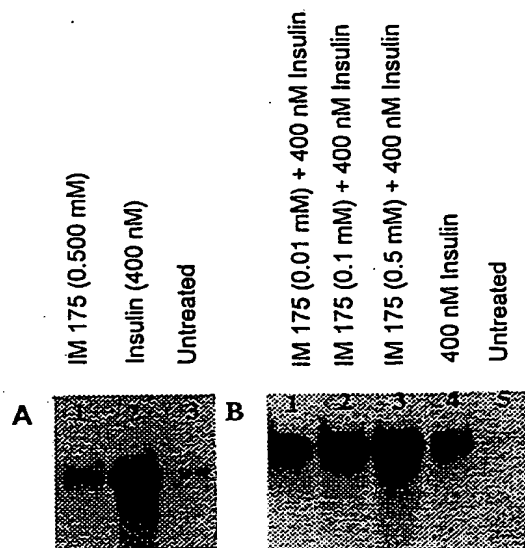 IM 175 (0.500 mM)
Insulin (400 nM)
Untreated
IM 175 (0.01 mM) + 400 nM Insulin
IM 175 (0.1 mM) + 400 nM Insulin
IM 175 (0.5 mM) + 400 nM Insulin
400 nM Insulin
Untreated
A
1 2 3
B
1 2 3 4 5